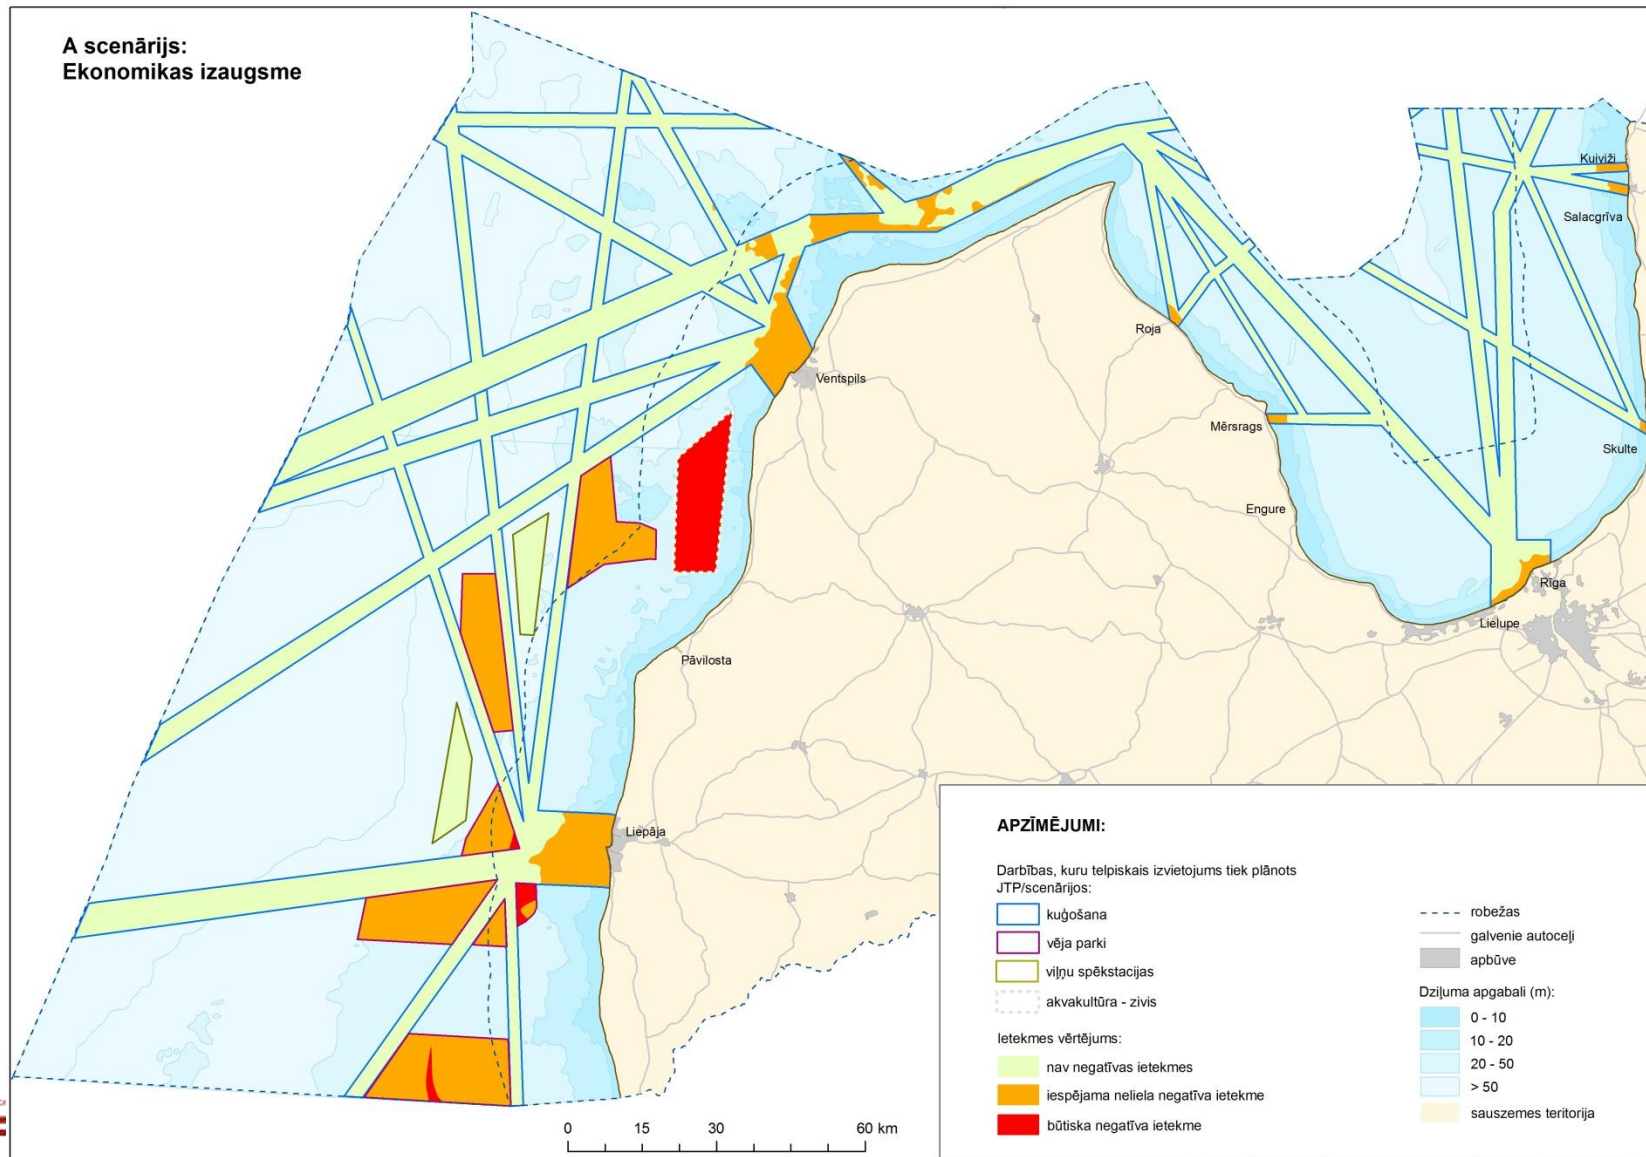 A scenārijs:
Ekonomikas izaugsme
Kuiviži
Salacgrīva
Roja
Ventspils
Mērsrags
Skulte
Engure
Rīga
Lielupe
Pāvilosta
Liepāja
APZĪMĒJUMI:
Darbības, kuru telpiskais izvietojums tiek plānots
JTP/scenārijos:
kuģošana
vēja parki
viļņu spēkstacijas
akvakultūra - zivis
Ietekmes vērtējums:
nav negatīvas ietekmes
iespējama neliela negatīva ietekme
būtiska negatīva ietekme
robežas
galvenie autoceļi
apbūve
Dziļuma apgabali (m):
0 - 10
10 - 20
20 - 50
> 50
sauszemes teritorija
0 15 30 60 km